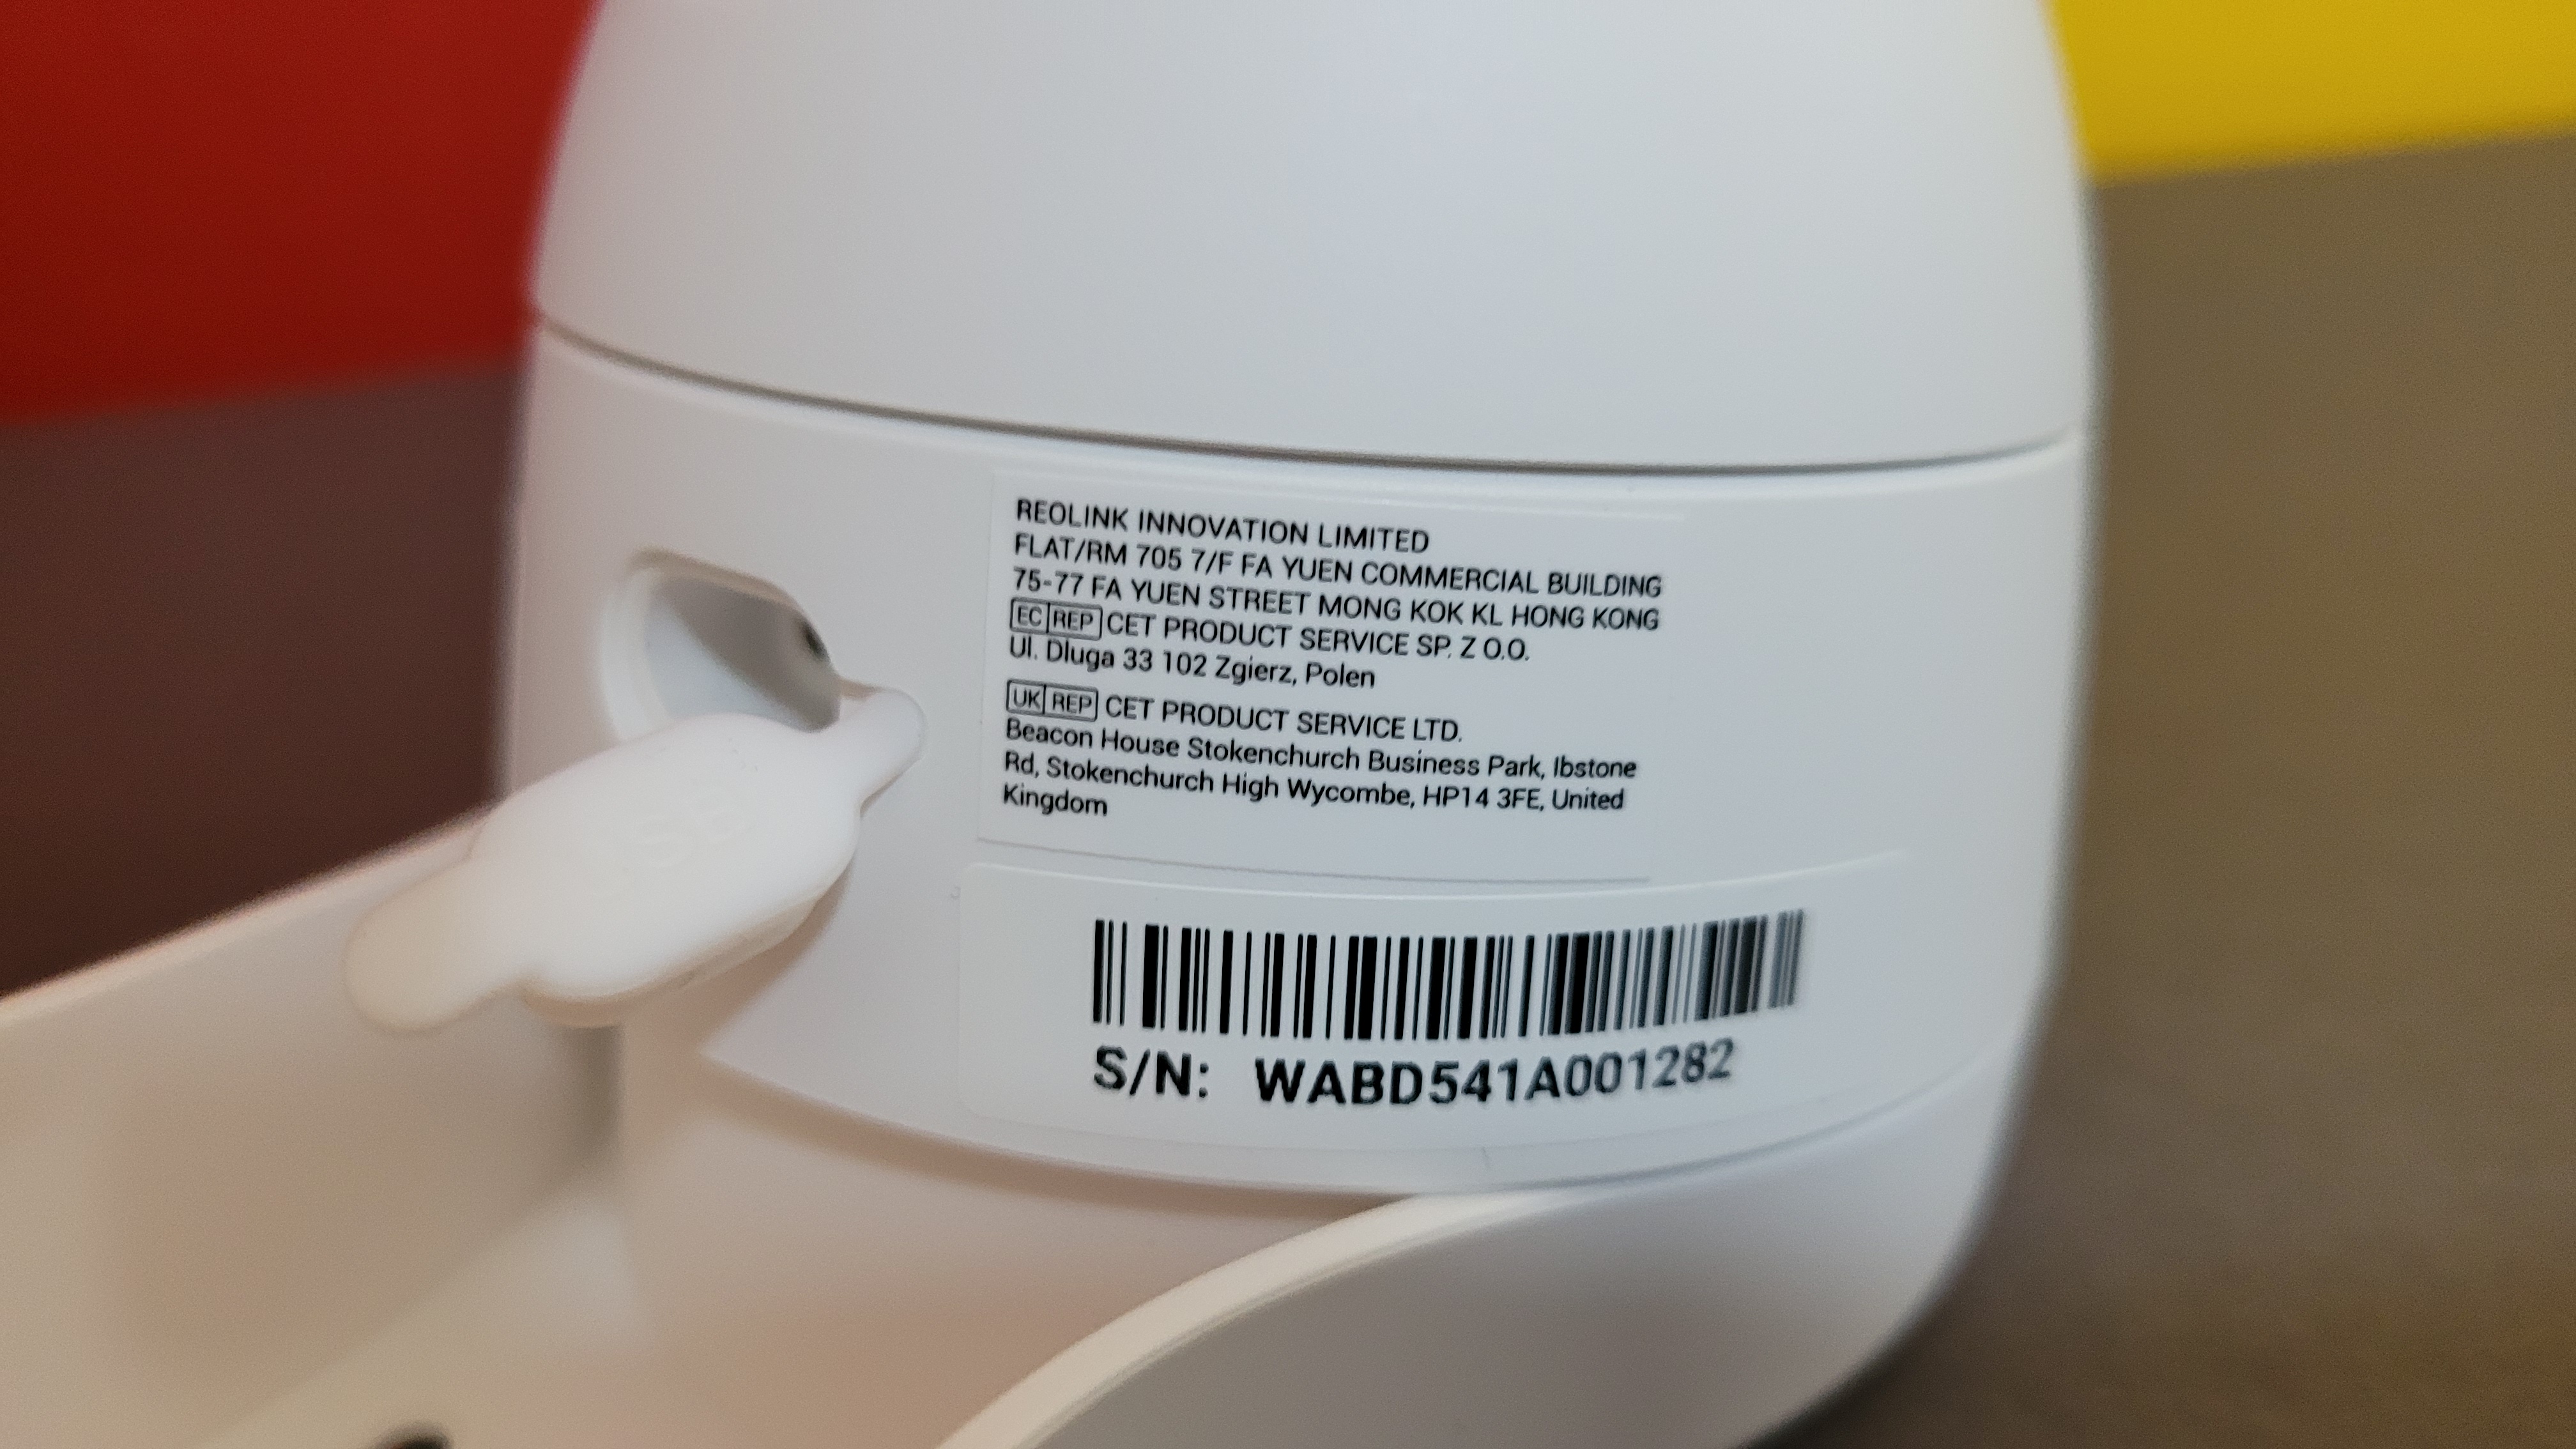 REOLINK INNOVATION LIMITED
FLAT/RM 705 7/F FA YUEN COMMERCIAL BUILDING
75-77 FA YUEN STREET MONG KOK KL HONG KONG
EC REP CET PRODUCT SERVICE SP. Z O.O.
Ul. Dluga 33 102 Zgierz, Polen
UK REP CET PRODUCT SERVICE LTD.
Beacon House Stokenchurch Business Park, Ibstone
Rd, Stokenchurch High Wycombe, HP14 3FE, United
Kingdom
S/N: WABD541A001282